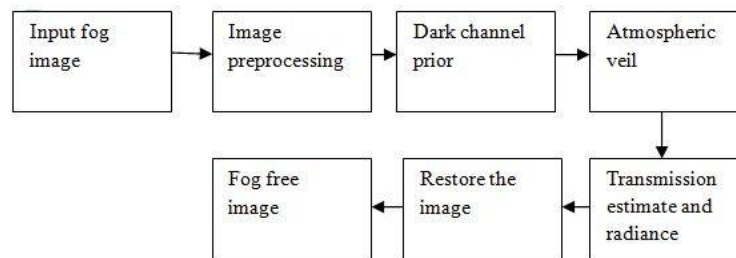 Input fog
image
Image
preprocessing
Dark channel
prior
Atmospheric
veil
Transmission
estimate and
radiance
Restore the
image
Fog free
image